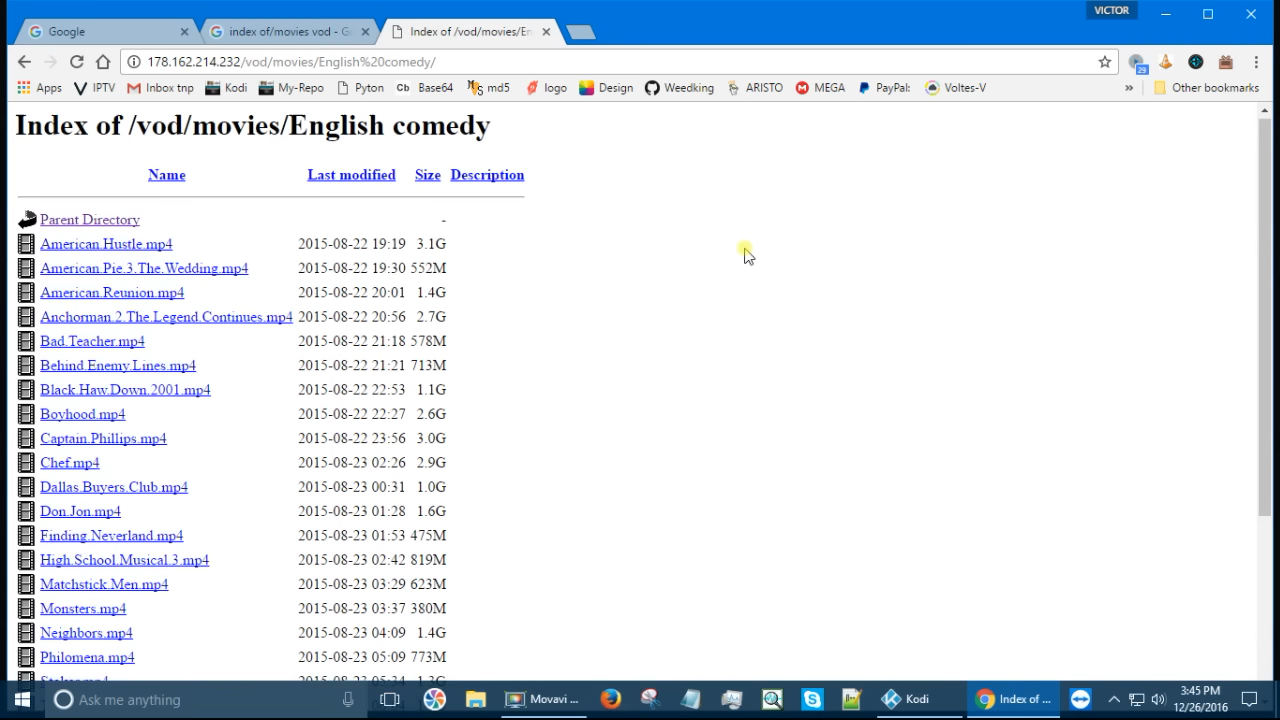 VICTOR
Google
index of/movies vod - G
Index of /vod/movies/En
178.162.214.232/vod/movies/English%20comedy/
29
Apps IPTV Inbox tnp Kodi My-Repo Pyton Cb Base64 md5 logo Design Weedking ARISTO MEGA PayPal: Voltes-V » Other bookmarks
Index of /vod/movies/English comedy
Name Last modified Size Description
Parent Directory -
American.Hustle.mp4 2015-08-22 19:19 3.1G
American.Pie.3.The.Wedding.mp4 2015-08-22 19:30 552M
American.Reunion.mp4 2015-08-22 20:01 1.4G
Anchorman.2.The.Legend.Continues.mp4 2015-08-22 20:56 2.7G
Bad.Teacher.mp4 2015-08-22 21:18 578M
Behind.Enemy.Lines.mp4 2015-08-22 21:21 713M
Black.Haw.Down.2001.mp4 2015-08-22 22:53 1.1G
Boyhood.mp4 2015-08-22 22:27 2.6G
Captain.Phillips.mp4 2015-08-22 23:56 3.0G
Chef.mp4 2015-08-23 02:26 2.9G
Dallas.Buyers.Club.mp4 2015-08-23 00:31 1.0G
Don.Jon.mp4 2015-08-23 01:28 1.6G
Finding.Neverland.mp4 2015-08-23 01:53 475M
High.School.Musical.3.mp4 2015-08-23 02:42 819M
Matchstick.Men.mp4 2015-08-23 03:29 623M
Monsters.mp4 2015-08-23 03:37 380M
Neighbors.mp4 2015-08-23 04:09 1.4G
Philomena.mp4 2015-08-23 05:09 773M
Ask me anything
Movavi ...
Kodi
Index of ...
3:45 PM
12/26/2016